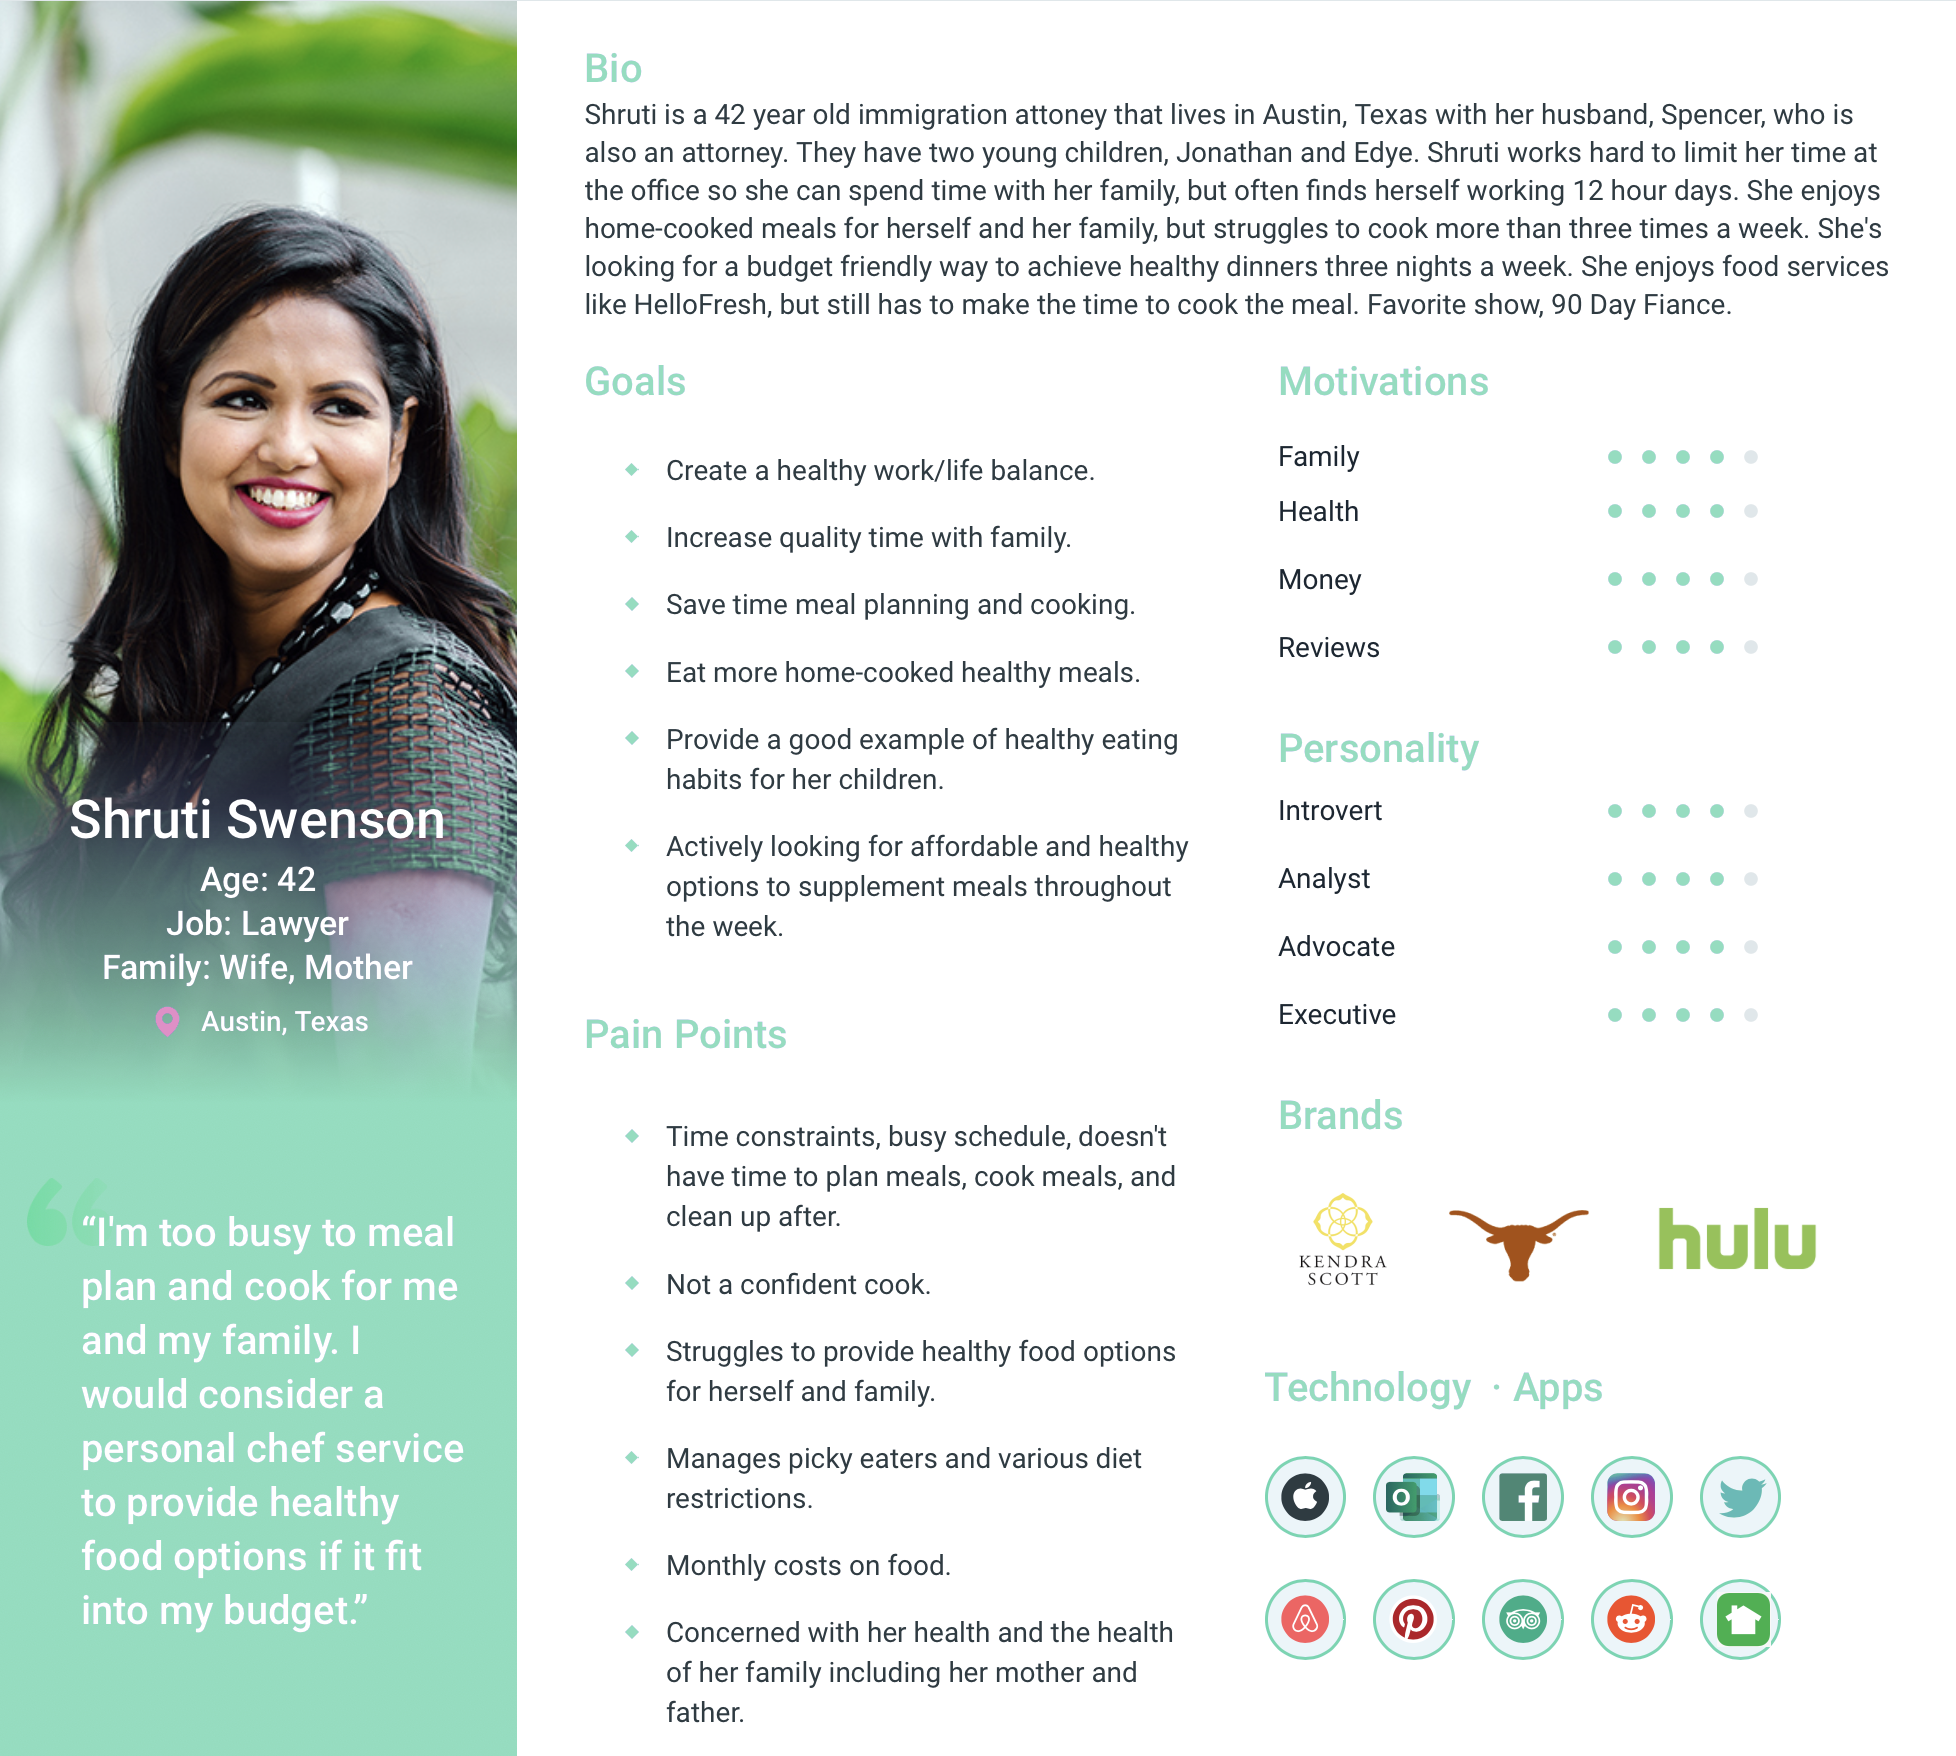 Bio
Shruti is a 42 year old immigration attoney that lives in Austin, Texas with her husband, Spencer, who is
also an attorney. They have two young children, Jonathan and Edye. Shruti works hard to limit her time at
the office so she can spend time with her family, but often finds herself working 12 hour days. She enjoys
home-cooked meals for herself and her family, but struggles to cook more than three times a week. She's
looking for a budget friendly way to achieve healthy dinners three nights a week. She enjoys food services
like HelloFresh, but still has to make the time to cook the meal. Favorite show, 90 Day Fiance.
Shruti Swenson
Age: 42
Job: Lawyer
Family: Wife, Mother
Austin, Texas
“I'm too busy to meal
plan and cook for me
and my family. I
would consider a
personal chef service
to provide healthy
food options if it fit
into my budget.”
Goals
Create a healthy work/life balance.
Increase quality time with family.
Save time meal planning and cooking.
Eat more home-cooked healthy meals.
Provide a good example of healthy eating
habits for her children.
Actively looking for affordable and healthy
options to supplement meals throughout
the week.
Pain Points
Time constraints, busy schedule, doesn't
have time to plan meals, cook meals, and
clean up after.
Not a confident cook.
Struggles to provide healthy food options
for herself and family.
Manages picky eaters and various diet
restrictions.
Monthly costs on food.
Concerned with her health and the health
of her family including her mother and
father.
Motivations
Family
Health
Money
Reviews
Personality
Introvert
Analyst
Advocate
Executive
Brands
KENDRA
SCOTT
hulu
Technology · Apps